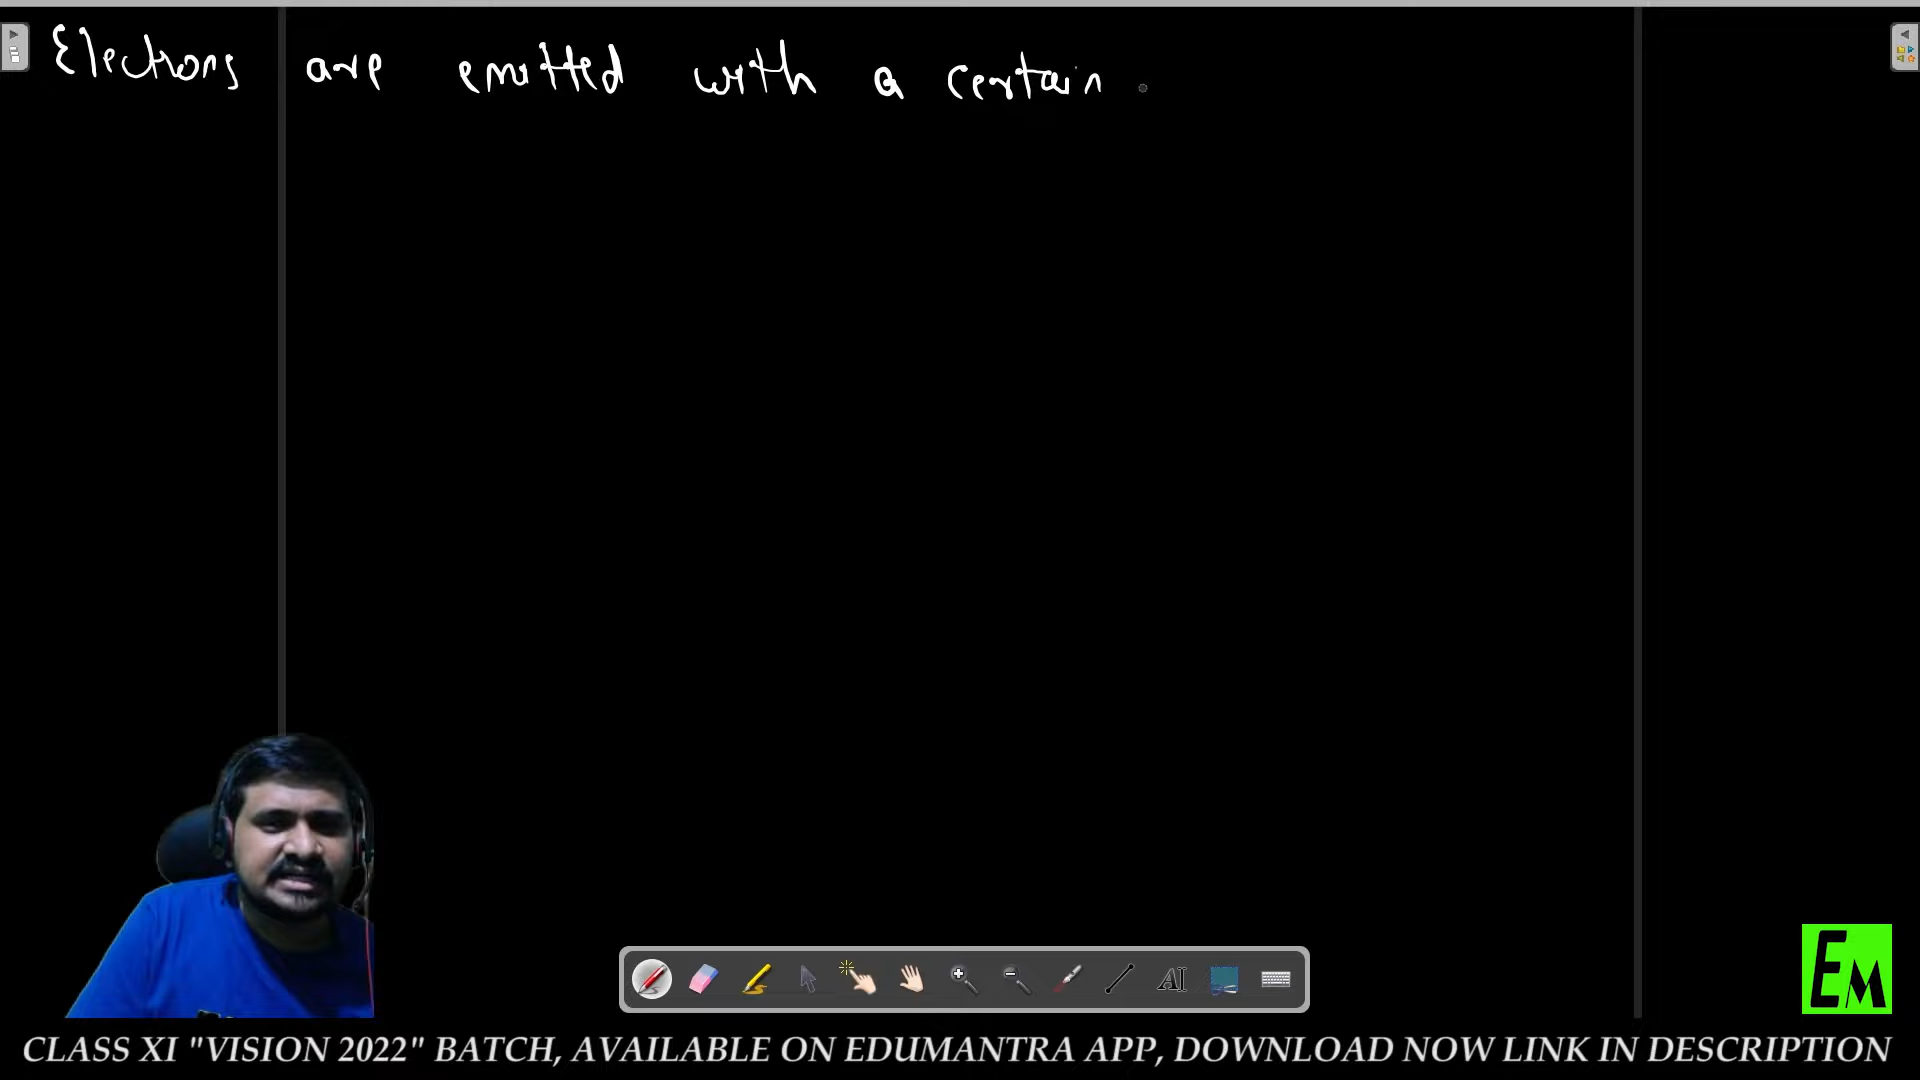 Electrons are emitted with a certain
EM
CLASS XI "VISION 2022" BATCH, AVAILABLE ON EDUMANTRA APP, DOWNLOAD NOW LINK IN DESCRIPTION